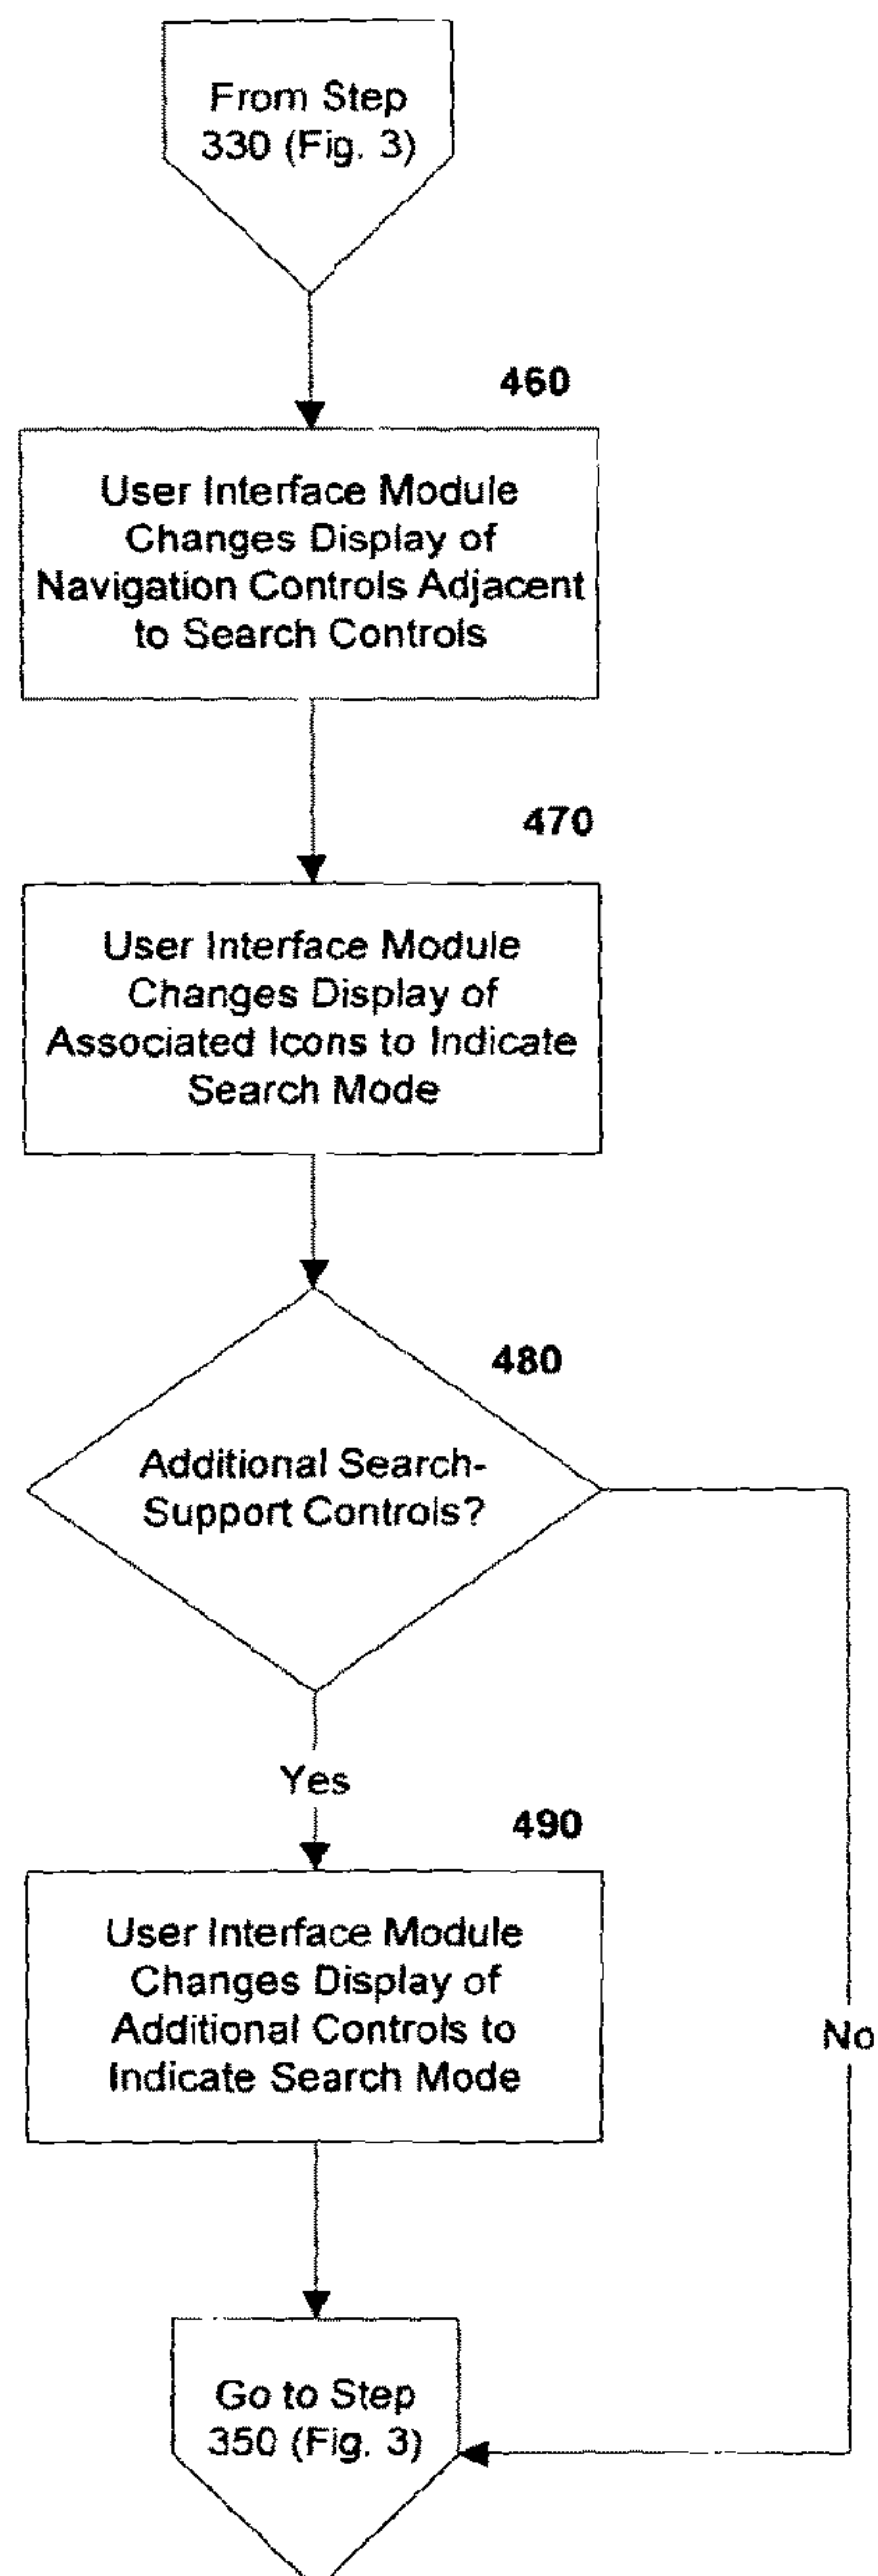 From Step
330 (Fig. 3)
460
User Interface Module
Changes Display of
Navigation Controls Adjacent
to Search Controls
470
User Interface Module
Changes Display of
Associated Icons to Indicate
Search Mode
480
Additional Search-
Support Controls?
Yes
490
User Interface Module
Changes Display of
Additional Controls to
Indicate Search Mode
No
Go to Step
350 (Fig. 3)